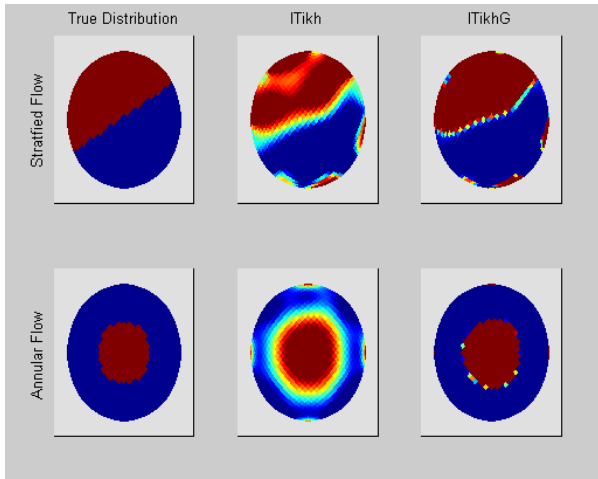 True Distribution
ITikh
ITikhG
Stratfied Flow
Annular Flow